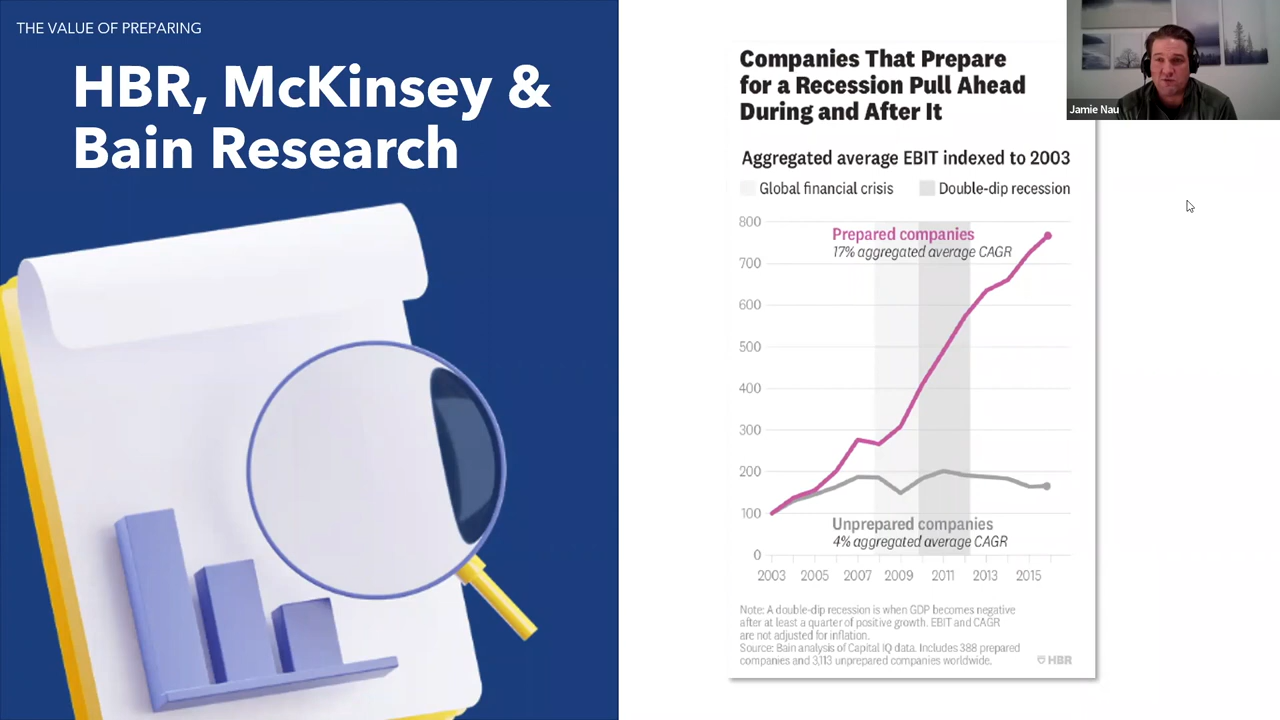 THE VALUE OF PREPARING
HBR, McKinsey &
Bain Research
Companies That Prepare
for a Recession Pull Ahead
During and After It
Jamie Nau
Aggregated average EBIT indexed to 2003
Global financial crisis
Double-dip recession
800
700
600
500
400
300
200
100
0
Prepared companies
17% aggregated average CAGR
Unprepared companies
4% aggregated average CAGR
2003 2005 2007 2009 2011 2013 2015
Note: A double-dip recession is when GDP becomes negative
after at least a quarter of positive growth. EBIT and CAGR
are not adjusted for inflation.
Source: Bain analysis of Capital IQ data. Includes 388 prepared
companies and 3,113 unprepared companies worldwide.
HBR